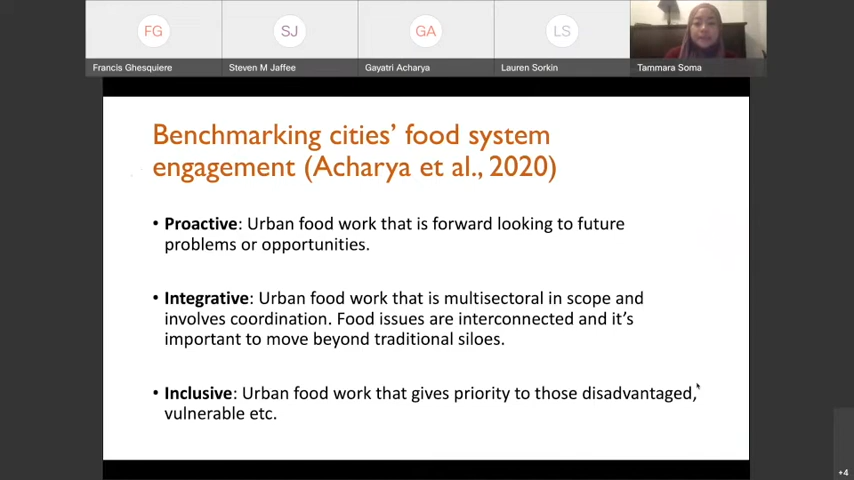 FG
SJ
GA
LS
Francis Ghesquiere
Steven M Jaffee
Gayatri Acharya
Lauren Sorkin
Tammara Soma
Benchmarking cities’ food system
engagement (Acharya et al., 2020)
• Proactive: Urban food work that is forward looking to future
problems or opportunities.
• Integrative: Urban food work that is multisectoral in scope and
involves coordination. Food issues are interconnected and it’s
important to move beyond traditional siloes.
• Inclusive: Urban food work that gives priority to those disadvantaged,
vulnerable etc.
+4